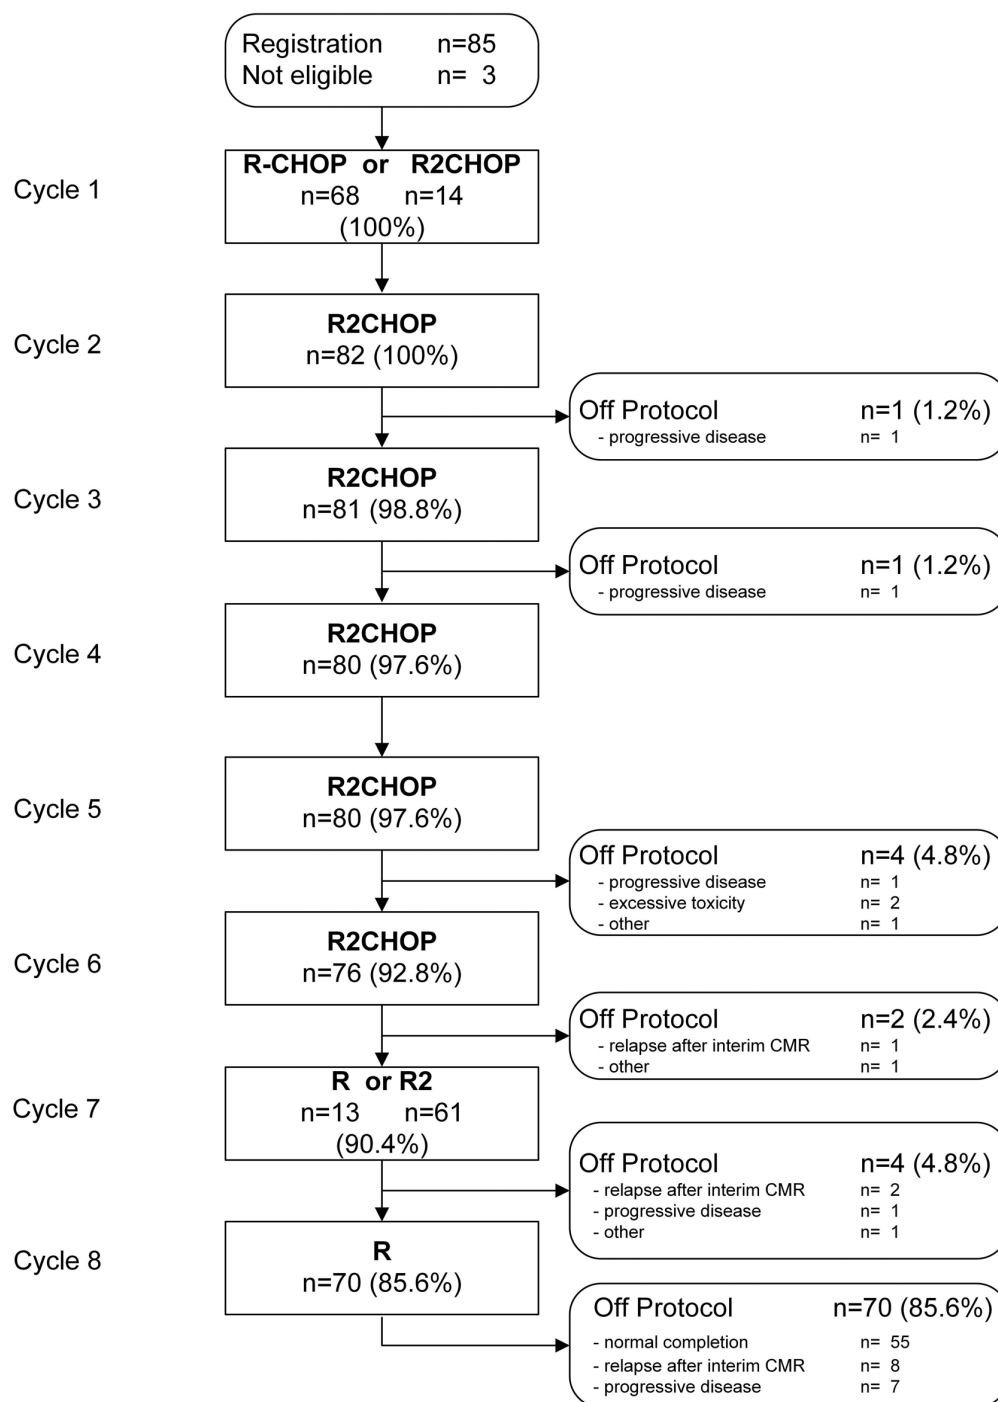 Registration n=85
Not eligible n= 3
Cycle 1
R-CHOP or R2CHOP
n=68 n=14
(100%)
Cycle 2
R2CHOP
n=82 (100%)
Off Protocol n=1 (1.2%)
- progressive disease n= 1
Cycle 3
R2CHOP
n=81 (98.8%)
Off Protocol n=1 (1.2%)
- progressive disease n= 1
Cycle 4
R2CHOP
n=80 (97.6%)
Cycle 5
R2CHOP
n=80 (97.6%)
Off Protocol n=4 (4.8%)
- progressive disease n= 1
- excessive toxicity n= 2
- other n= 1
Cycle 6
R2CHOP
n=76 (92.8%)
Off Protocol n=2 (2.4%)
- relapse after interim CMR n= 1
- other n= 1
Cycle 7
R or R2
n=13 n=61
(90.4%)
Off Protocol n=4 (4.8%)
- relapse after interim CMR n= 2
- progressive disease n= 1
- other n= 1
Cycle 8
R
n=70 (85.6%)
Off Protocol n=70 (85.6%)
- normal completion n= 55
- relapse after interim CMR n= 8
- progressive disease n= 7